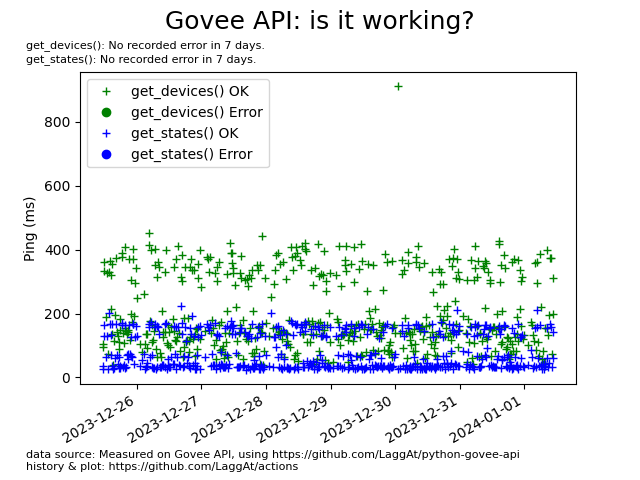 Govee API: is it working?
get_devices(): No recorded error in 7 days.
get_states(): No recorded error in 7 days.
get_devices() OK
get_devices() Error
get_states() OK
get_states() Error
Ping (ms)
800
600
400
200
0
2023-12-26
2023-12-27
2023-12-28
2023-12-29
2023-12-30
2023-12-31
2024-01-01
data source: Measured on Govee API, using https://github.com/LaggAt/python-govee-api
history & plot: https://github.com/LaggAt/actions